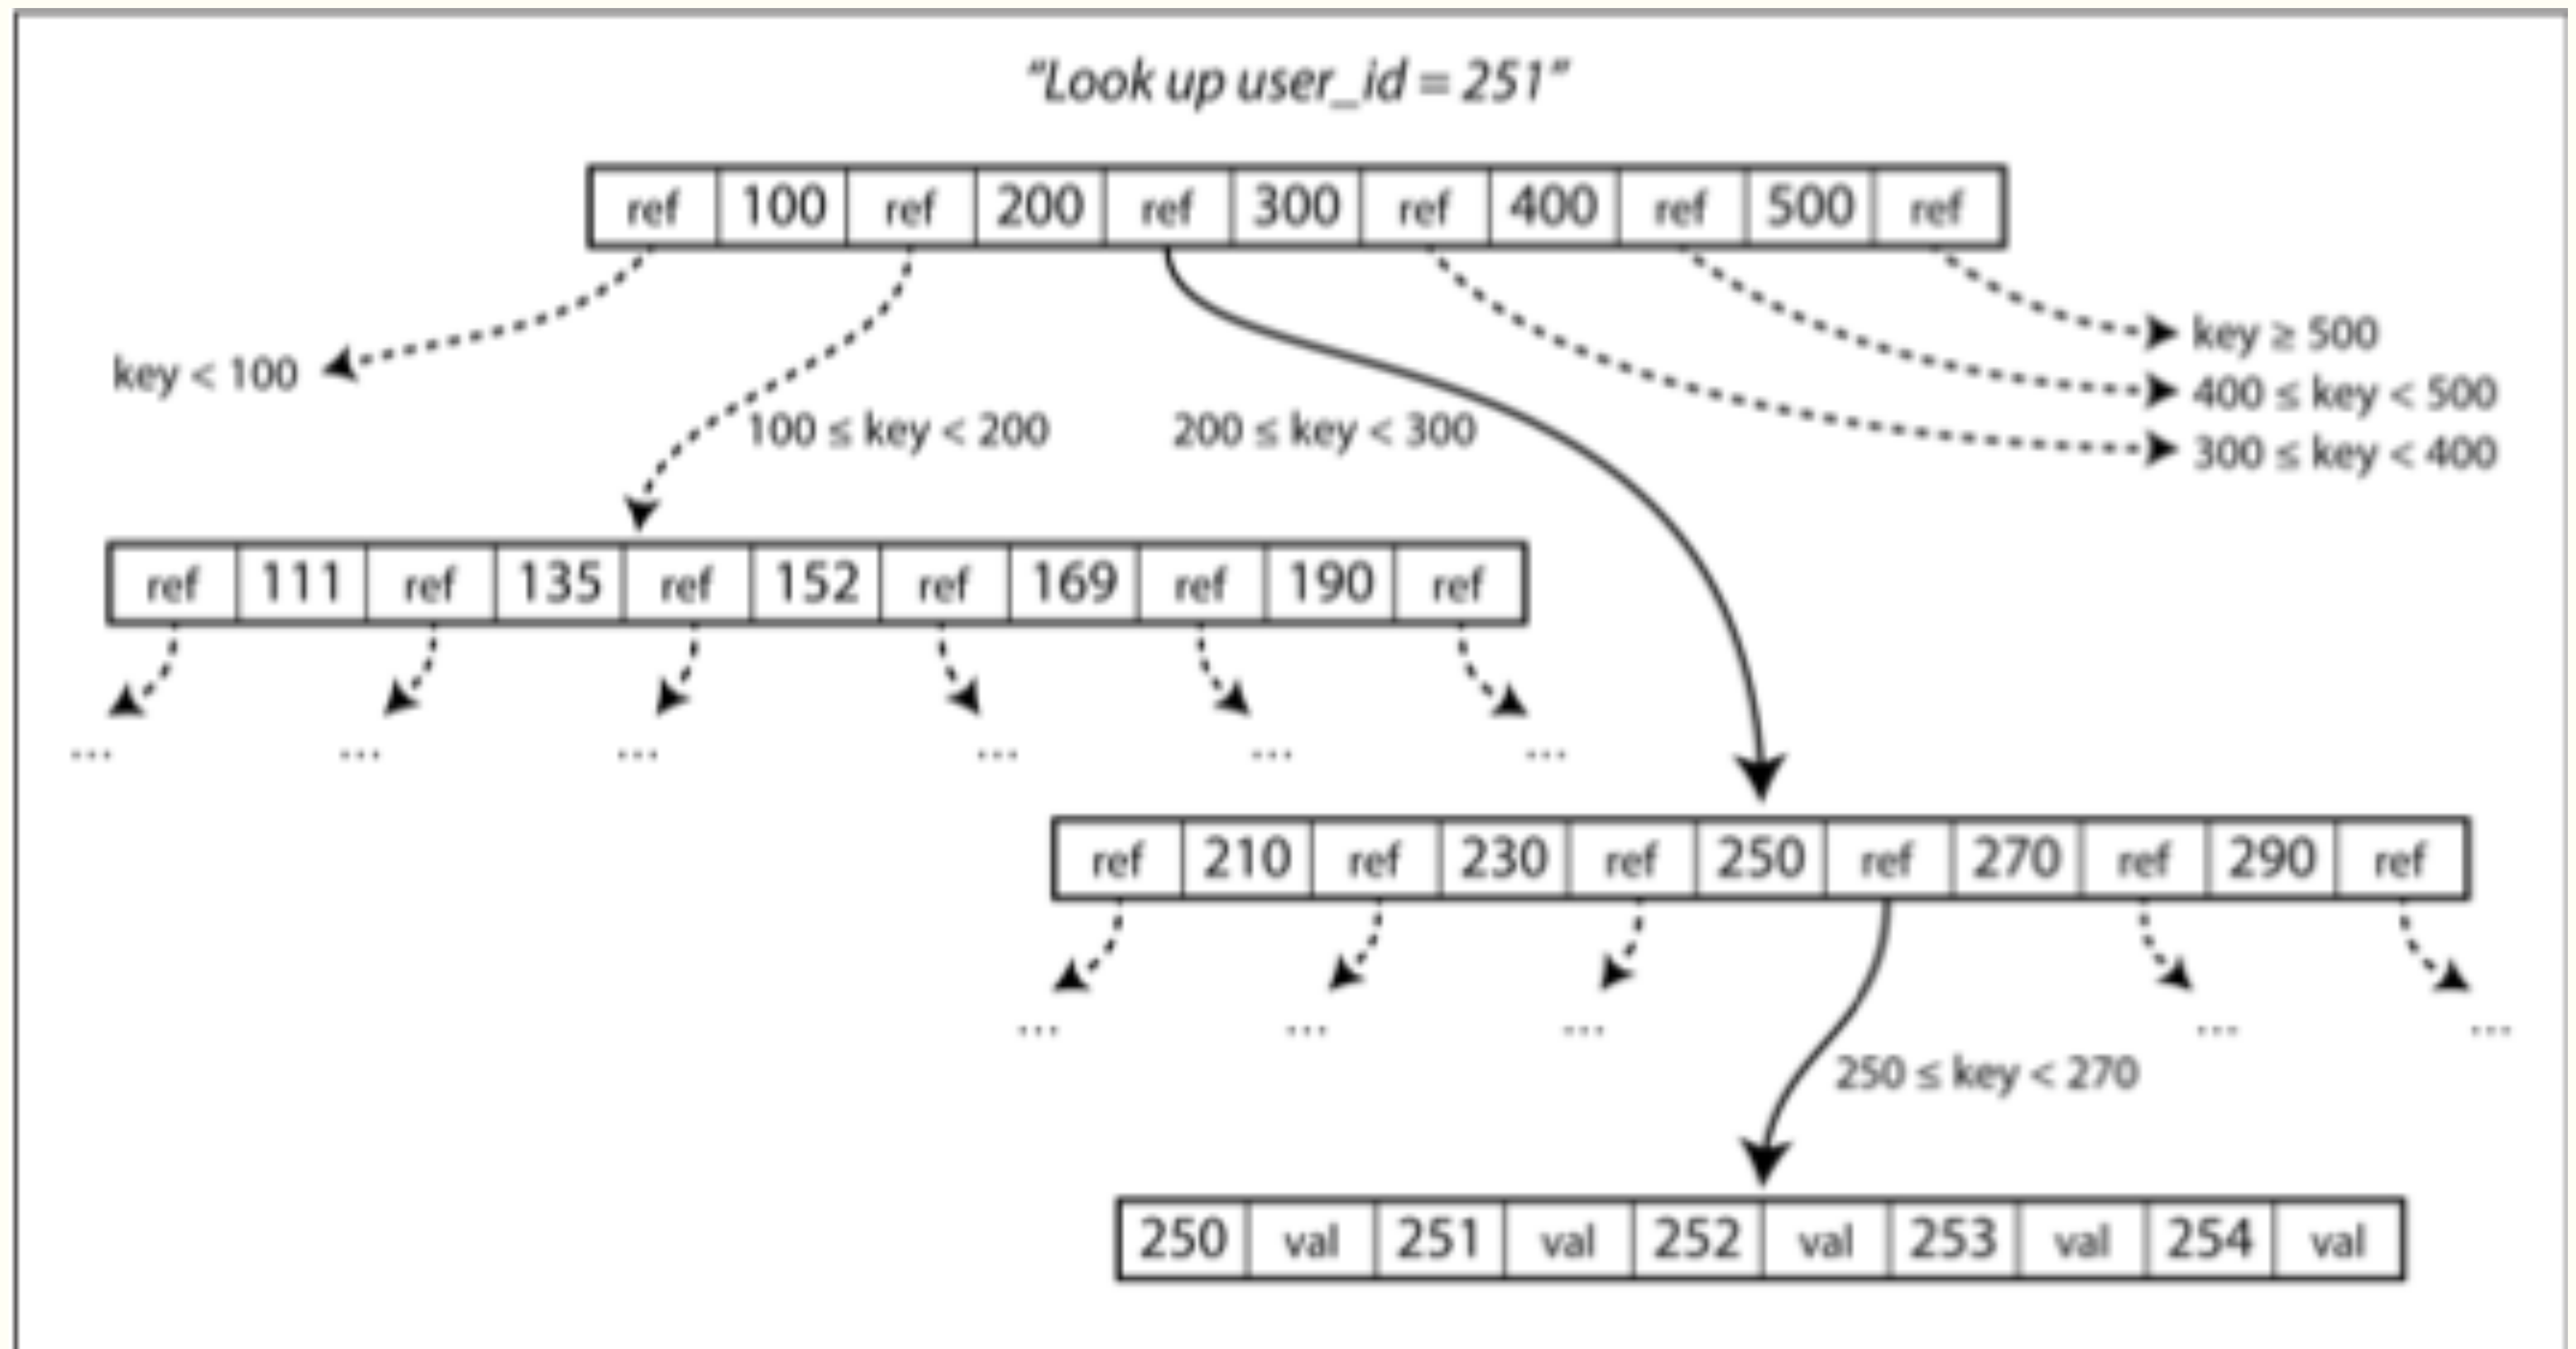 “Look up user_id = 251”
ref 100 ref 200 ref 300 ref 400 ref 500 ref
key ≥ 500
key < 100
400 ≤ key < 500
100 ≤ key < 200
200 ≤ key < 300
300 ≤ key < 400
ref 111 ref 135 ref 152 ref 169 ref 190 ref
... ... ... ... ... ...
ref 210 ref 230 ref 250 ref 270 ref 290 ref
... ... ... ... ...
250 ≤ key < 270
250 val 251 val 252 val 253 val 254 val